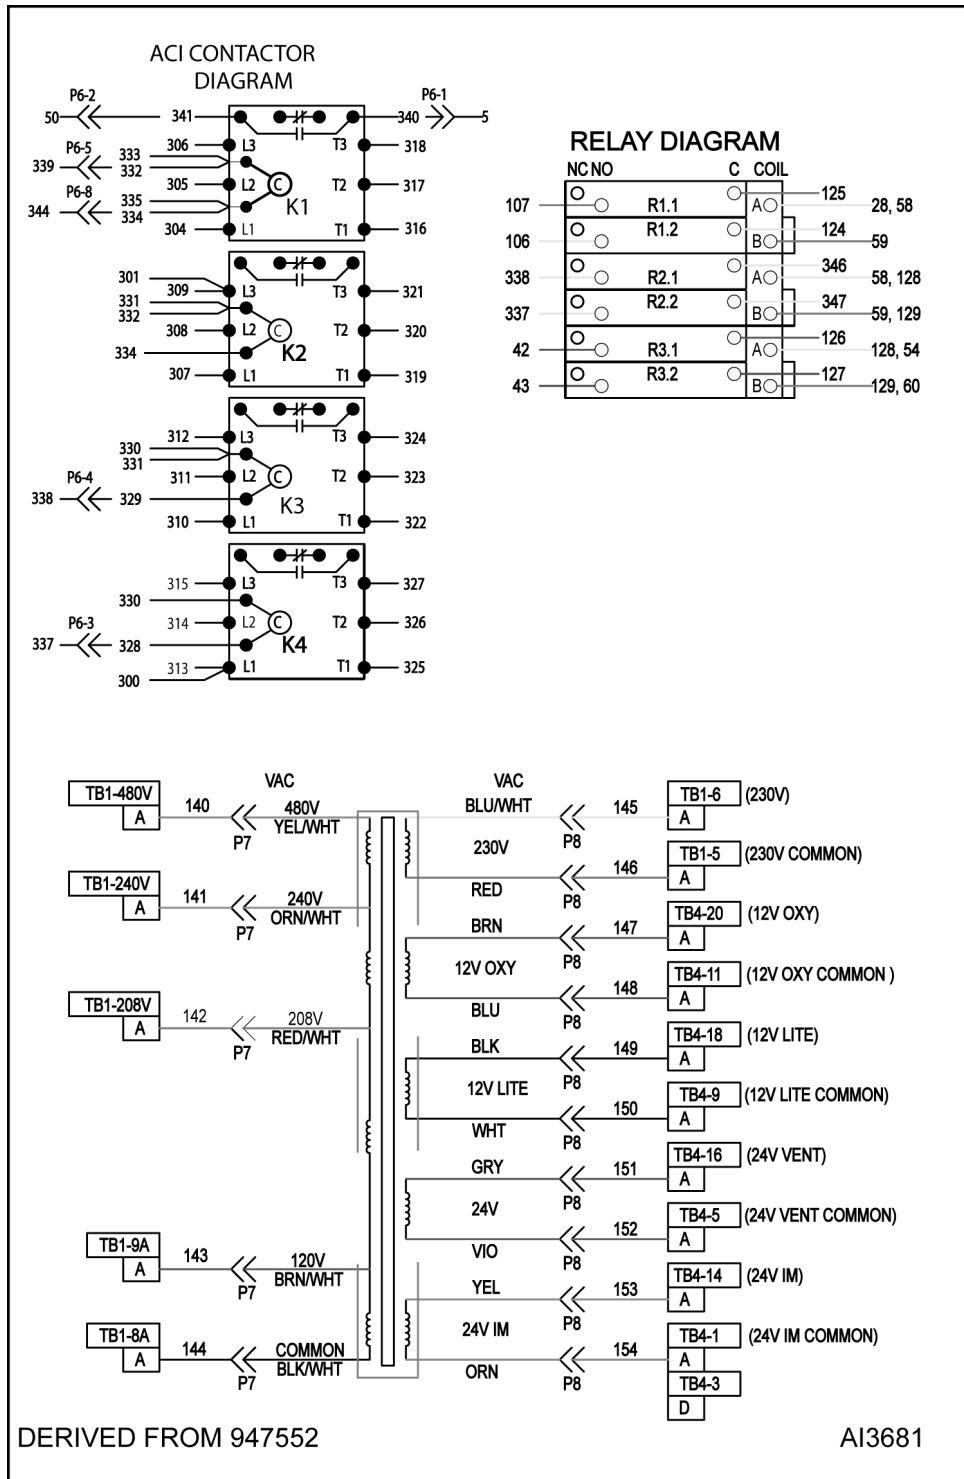 ACI CONTACTOR
DIAGRAM
P6-2
50
341
340
P6-1
5
306
L3
T3
318
P6-5
339
333
332
305
L2
T2
317
C
K1
P6-8
344
335
334
304
L1
T1
316
301
309
L3
T3
321
331
332
308
L2
C
T2
320
K2
334
307
L1
T1
319
312
L3
T3
324
330
331
311
L2
C
T2
323
P6-4
338
329
K3
310
L1
T1
322
315
L3
T3
327
330
314
L2
C
T2
326
P6-3
337
328
K4
313
L1
T1
325
300
RELAY DIAGRAM
NC NO C COIL
107 R1.1 125 A 28, 58
106 R1.2 124 B 59
338 R2.1 346 A 58, 128
337 R2.2 347 B 59, 129
42 R3.1 126 A 128, 54
43 R3.2 127 B 129, 60
VAC
TB1-480V
A
140
P7
480V
YEL/WHT
TB1-240V
A
141
P7
240V
ORN/WHT
TB1-208V
A
142
P7
208V
RED/WHT
TB1-9A
A
143
P7
120V
BRN/WHT
TB1-8A
A
144
P7
COMMON
BLK/WHT
VAC
BLU/WHT
P8
145
TB1-6 (230V)
A
230V
RED
P8
146
TB1-5 (230V COMMON)
A
BRN
P8
147
TB4-20 (12V OXY)
A
12V OXY
BLU
P8
148
TB4-11 (12V OXY COMMON )
A
BLK
P8
149
TB4-18 (12V LITE)
A
12V LITE
WHT
P8
150
TB4-9 (12V LITE COMMON)
A
GRY
P8
151
TB4-16 (24V VENT)
A
24V
VIO
P8
152
TB4-5 (24V VENT COMMON)
A
YEL
P8
153
TB4-14 (24V IM)
A
24V IM
ORN
P8
154
TB4-1 (24V IM COMMON)
A
TB4-3
D
DERIVED FROM 947552
AI3681